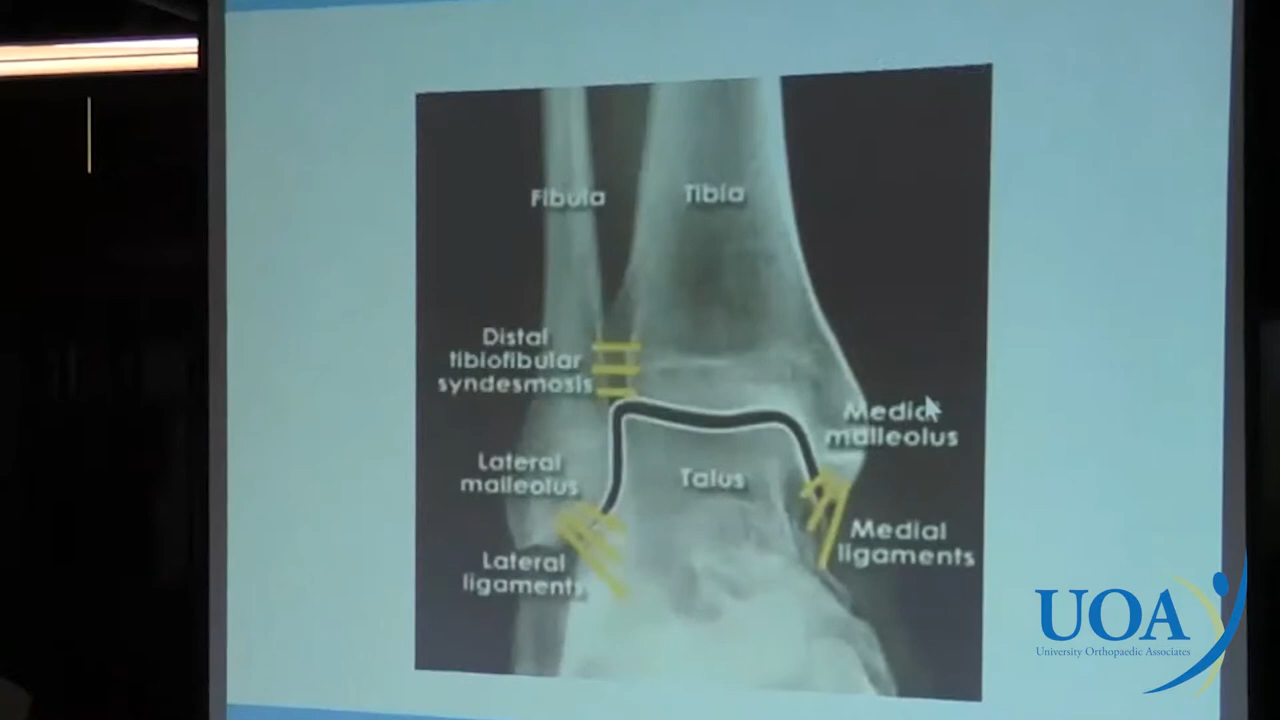 Fibula
Tibia
Distal
tibiofibular
syndesmosis
Medial
malleolus
Lateral
malleolus
Talus
Medial
ligaments
Lateral
ligaments
UOA
University Orthopaedic Associates